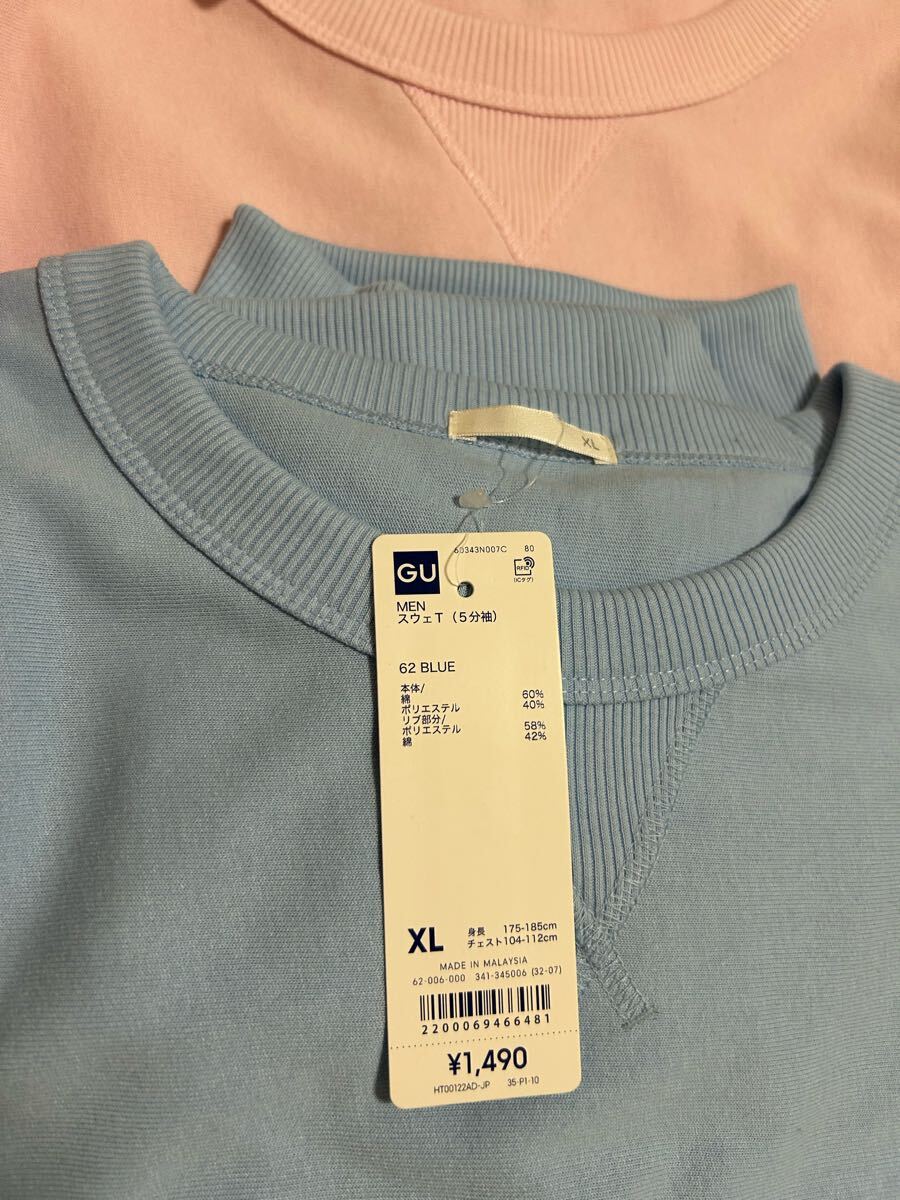 XL
60343N007C 80
GU
RFID
(ICタグ)
MEN
スウェT(5分袖)
62 BLUE
本体/
綿 60%
ポリエステル 40%
リブ部分/
ポリエステル 58%
綿 42%
XL 身長 175-185cm
チェスト104-112cm
MADE IN MALAYSIA
62-006-000 341-345006 (32-07)
2200069466481
¥1,490
HT00122AD-JP 35-P1-10